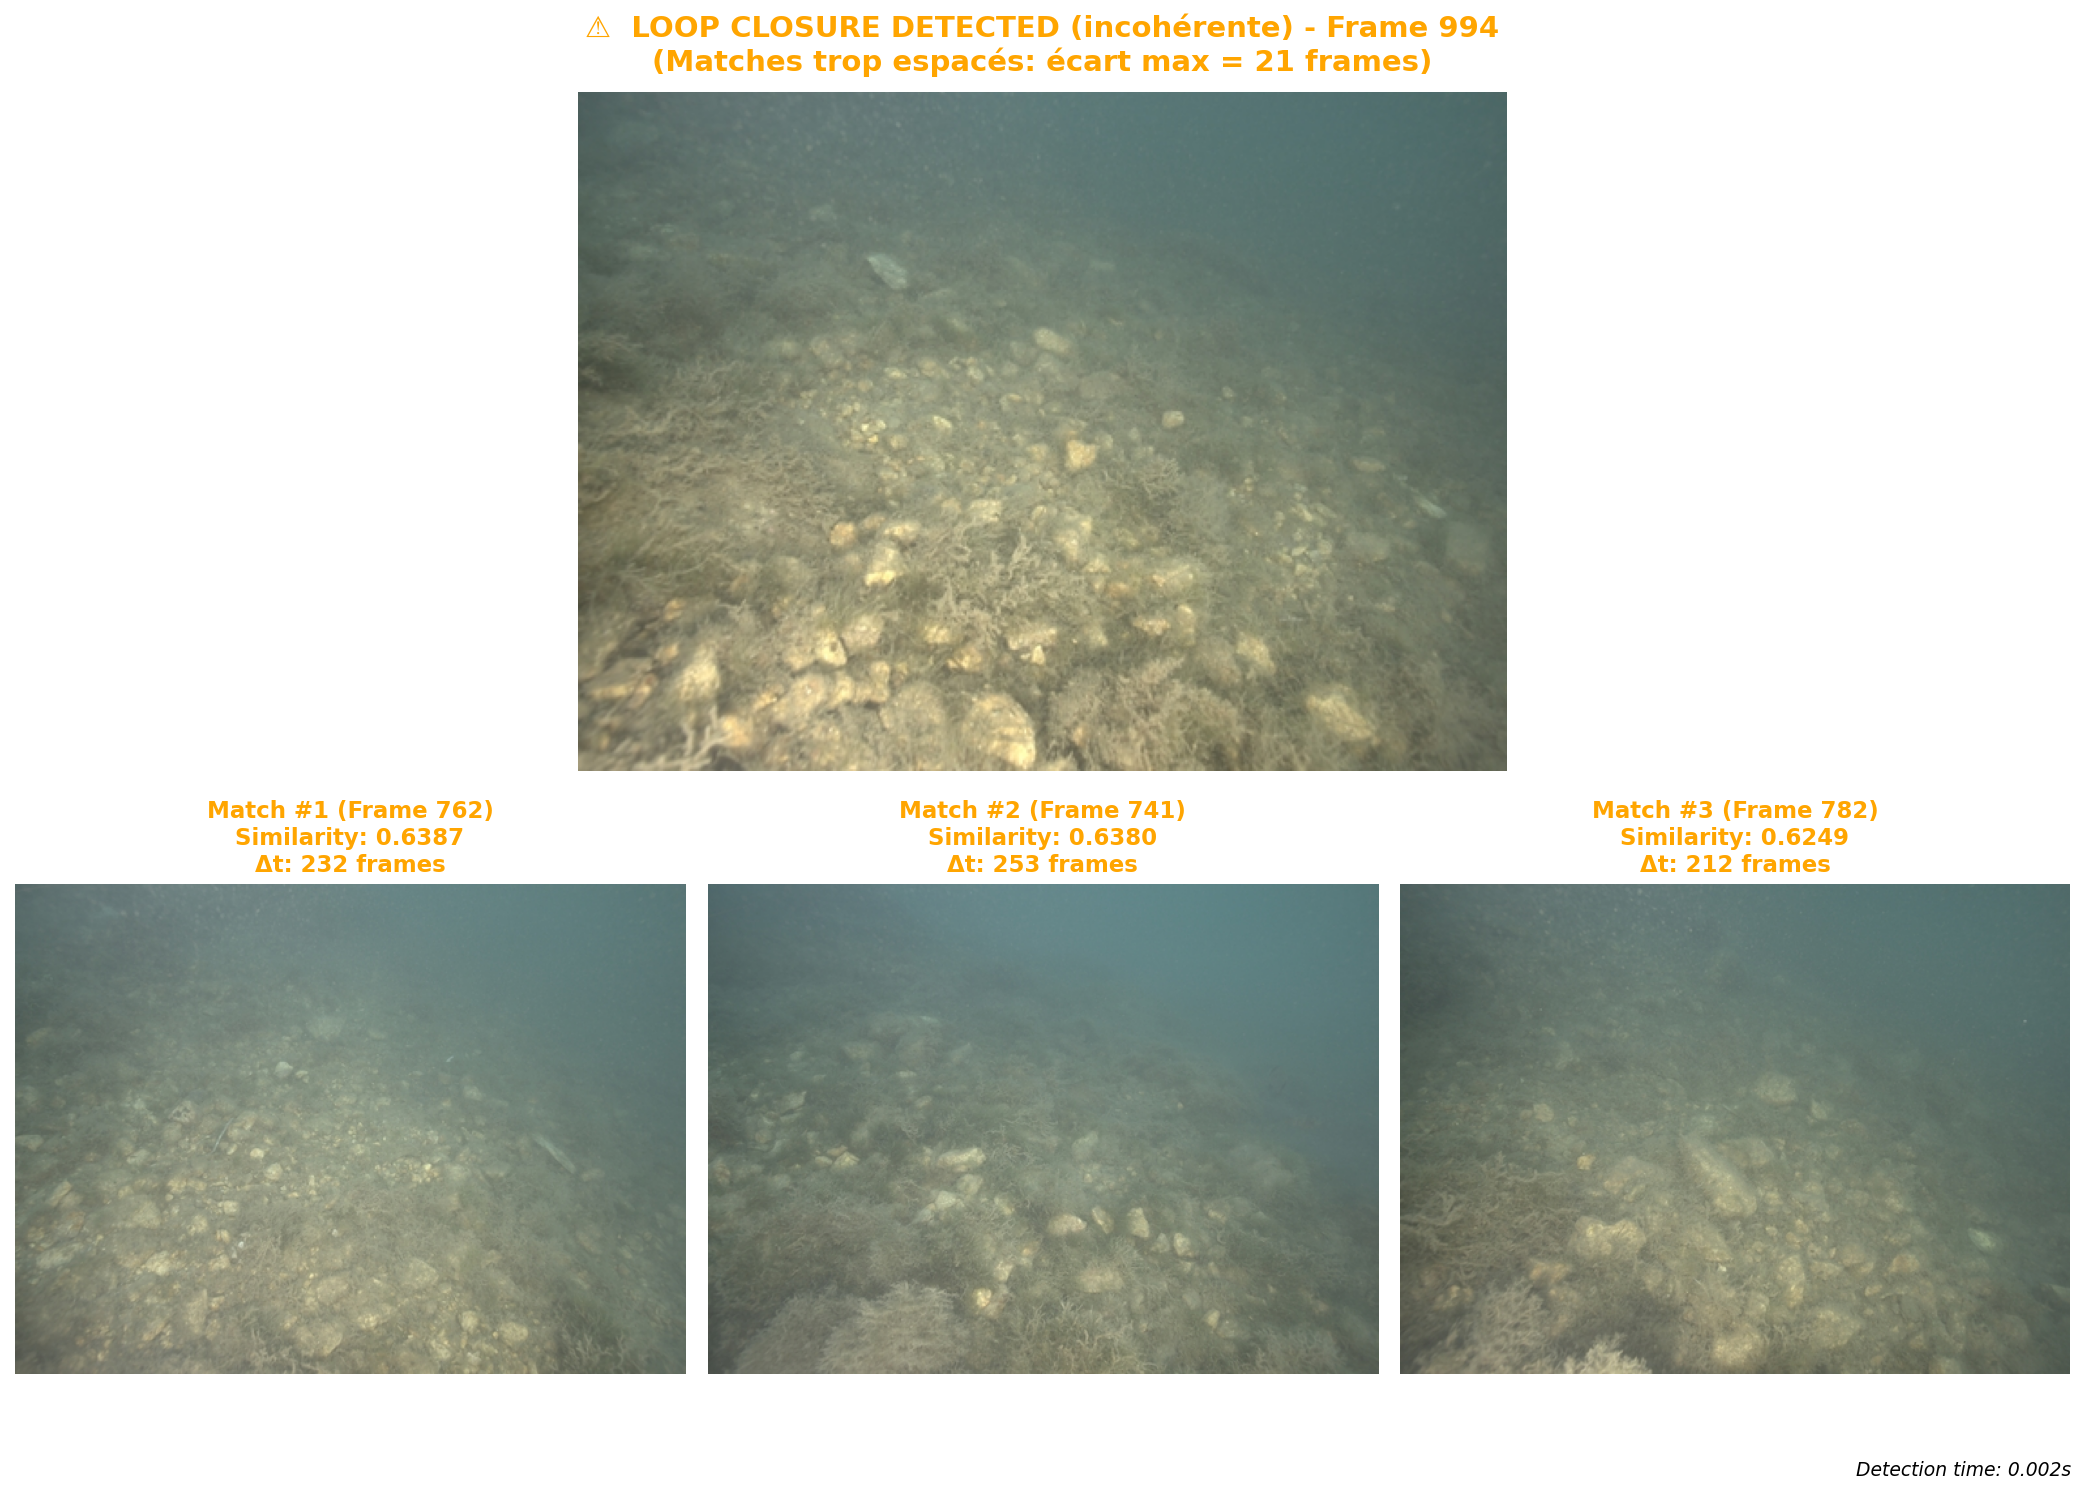 ⚠ LOOP CLOSURE DETECTED (incohérente) - Frame 994
(Matches trop espacés: écart max = 21 frames)
Match #1 (Frame 762)
Similarity: 0.6387
Δt: 232 frames
Match #2 (Frame 741)
Similarity: 0.6380
Δt: 253 frames
Match #3 (Frame 782)
Similarity: 0.6249
Δt: 212 frames
Detection time: 0.002s